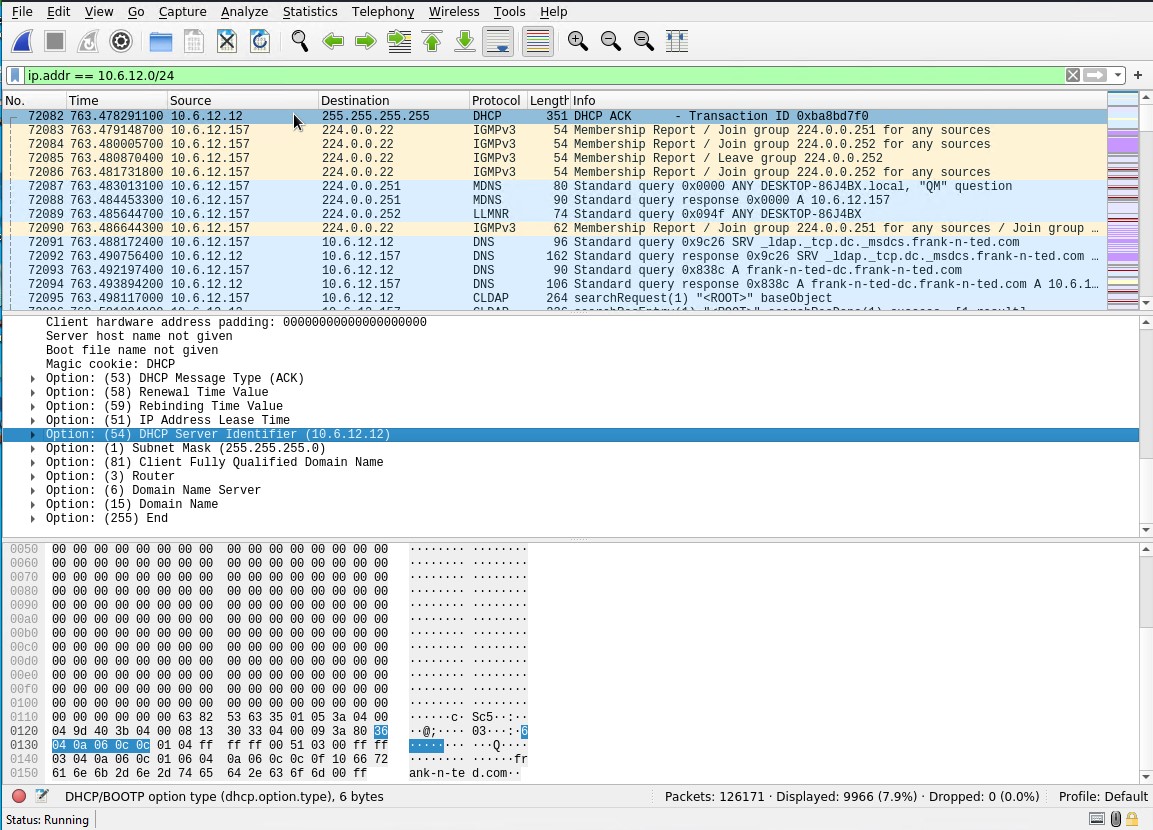 File Edit View Go Capture Analyze Statistics Telephony Wireless Tools Help
ip.addr == 10.6.12.0/24
No. Time Source Destination Protocol Length Info
72082 763.478291100 10.6.12.12 255.255.255.255 DHCP 351 DHCP ACK - Transaction ID 0xba8bd7f0
72083 763.479148700 10.6.12.157 224.0.0.22 IGMPv3 54 Membership Report / Join group 224.0.0.251 for any sources
72084 763.480005700 10.6.12.157 224.0.0.22 IGMPv3 54 Membership Report / Join group 224.0.0.252 for any sources
72085 763.480870400 10.6.12.157 224.0.0.22 IGMPv3 54 Membership Report / Leave group 224.0.0.252
72086 763.481731800 10.6.12.157 224.0.0.22 IGMPv3 54 Membership Report / Join group 224.0.0.252 for any sources
72087 763.483013100 10.6.12.157 224.0.0.251 MDNS 80 Standard query 0x0000 ANY DESKTOP-86J4BX.local, "QM" question
72088 763.484453300 10.6.12.157 224.0.0.251 MDNS 90 Standard query response 0x0000 A 10.6.12.157
72089 763.485644700 10.6.12.157 224.0.0.252 LLMNR 74 Standard query 0x094f ANY DESKTOP-86J4BX
72090 763.486644300 10.6.12.157 224.0.0.22 IGMPv3 62 Membership Report / Join group 224.0.0.251 for any sources / Join group …
72091 763.488172400 10.6.12.157 10.6.12.12 DNS 96 Standard query 0x9c26 SRV _ldap._tcp.dc._msdcs.frank-n-ted.com
72092 763.490756400 10.6.12.12 10.6.12.157 DNS 162 Standard query response 0x9c26 SRV _ldap._tcp.dc._msdcs.frank-n-ted.com …
72093 763.492197400 10.6.12.157 10.6.12.12 DNS 90 Standard query 0x838c A frank-n-ted-dc.frank-n-ted.com
72094 763.493894200 10.6.12.12 10.6.12.157 DNS 106 Standard query response 0x838c A frank-n-ted-dc.frank-n-ted.com A 10.6.1…
72095 763.498117000 10.6.12.157 10.6.12.12 CLDAP 264 searchRequest(1) "<ROOT>" baseObject
Client hardware address padding: 00000000000000000000
Server host name not given
Boot file name not given
Magic cookie: DHCP
Option: (53) DHCP Message Type (ACK)
Option: (58) Renewal Time Value
Option: (59) Rebinding Time Value
Option: (51) IP Address Lease Time
Option: (54) DHCP Server Identifier (10.6.12.12)
Option: (1) Subnet Mask (255.255.255.0)
Option: (81) Client Fully Qualified Domain Name
Option: (3) Router
Option: (6) Domain Name Server
Option: (15) Domain Name
Option: (255) End
0050 00 00 00 00 00 00 00 00 00 00 00 00 00 00 00 00 ········ ········
0060 00 00 00 00 00 00 00 00 00 00 00 00 00 00 00 00 ········ ········
0070 00 00 00 00 00 00 00 00 00 00 00 00 00 00 00 00 ········ ········
0080 00 00 00 00 00 00 00 00 00 00 00 00 00 00 00 00 ········ ········
0090 00 00 00 00 00 00 00 00 00 00 00 00 00 00 00 00 ········ ········
00a0 00 00 00 00 00 00 00 00 00 00 00 00 00 00 00 00 ········ ········
00b0 00 00 00 00 00 00 00 00 00 00 00 00 00 00 00 00 ········ ········
00c0 00 00 00 00 00 00 00 00 00 00 00 00 00 00 00 00 ········ ········
00d0 00 00 00 00 00 00 00 00 00 00 00 00 00 00 00 00 ········ ········
00e0 00 00 00 00 00 00 00 00 00 00 00 00 00 00 00 00 ········ ········
00f0 00 00 00 00 00 00 00 00 00 00 00 00 00 00 00 00 ········ ········
0100 00 00 00 00 00 00 00 00 00 00 00 00 00 00 00 00 ········ ········
0110 00 00 00 00 00 00 63 82 53 63 35 01 05 3a 04 00 ······c· Sc5··:··
0120 04 9d 40 3b 04 00 08 13 30 33 04 00 09 3a 80 36 ··@;···· 03···:·6
0130 04 0a 06 0c 0c 01 04 ff ff ff 00 51 03 00 ff ff ········ ···Q····
0140 03 04 0a 06 0c 01 06 04 0a 06 0c 0c 0f 10 66 72 ········ ······fr
0150 61 6e 6b 2d 6e 2d 74 65 64 2e 63 6f 6d 00 ff ank-n-te d.com··
DHCP/BOOTP option type (dhcp.option.type), 6 bytes Packets: 126171 · Displayed: 9966 (7.9%) · Dropped: 0 (0.0%) Profile: Default
Status: Running